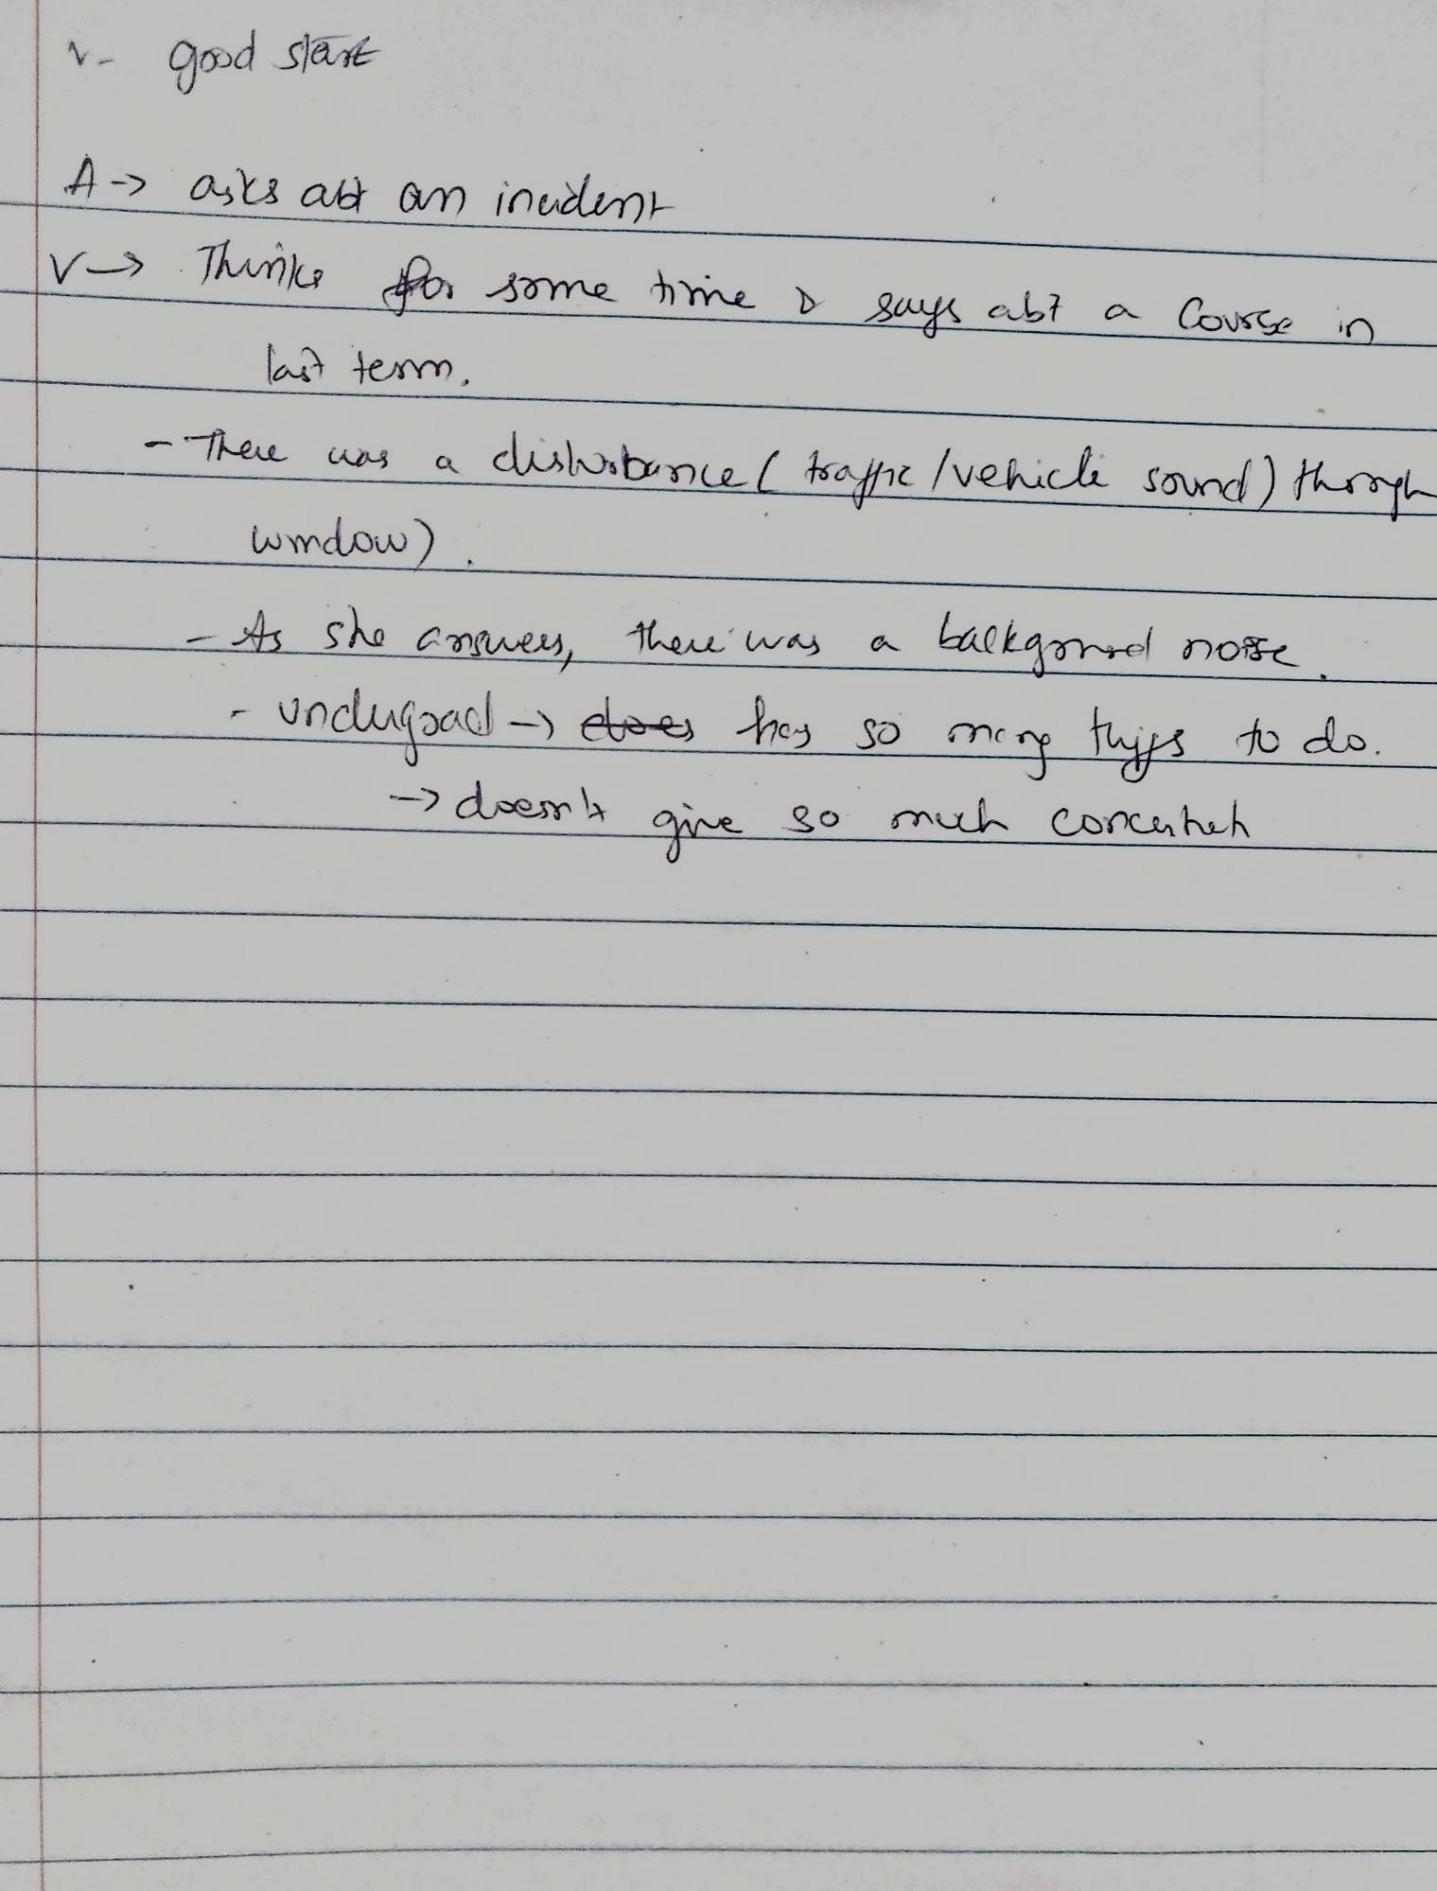 v- good start
A-> asks abt an incident
V-> Thinks for some time & says abt a course in
last term.
- There was a disturbance ( traffic/vehicle sound) through
window).
- As she answers, there was a background noise.
- undergrad -> does has so many things to do.
-> doesn't give so much